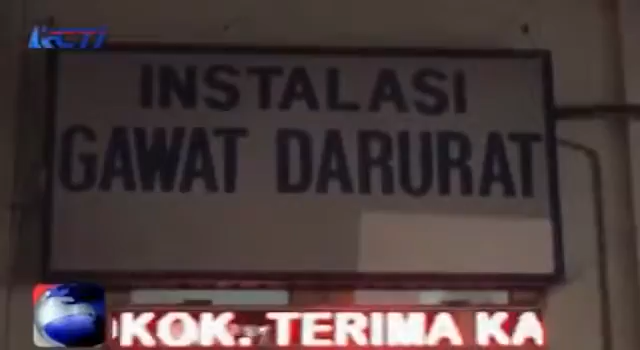 RCTI
INSTALASI
GAWAT DARURAT
OKOK. TERIMA KA